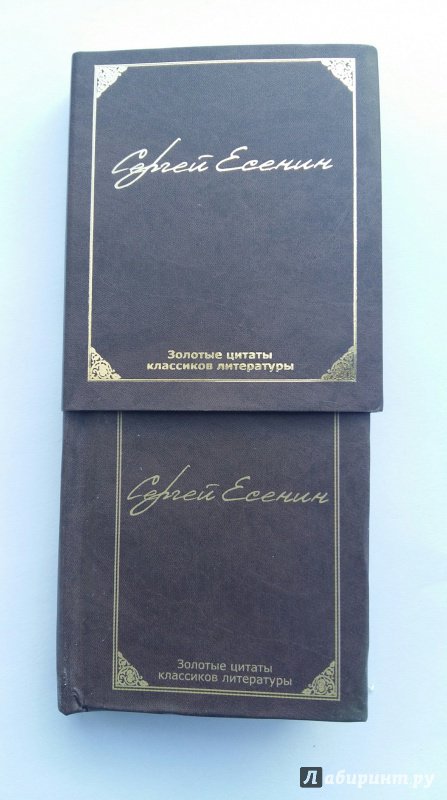 Сергей Есенин
Золотые цитаты
классиков литературы
Сергей Есенин
Золотые цитаты
классиков литературы
Лабиринт.ру